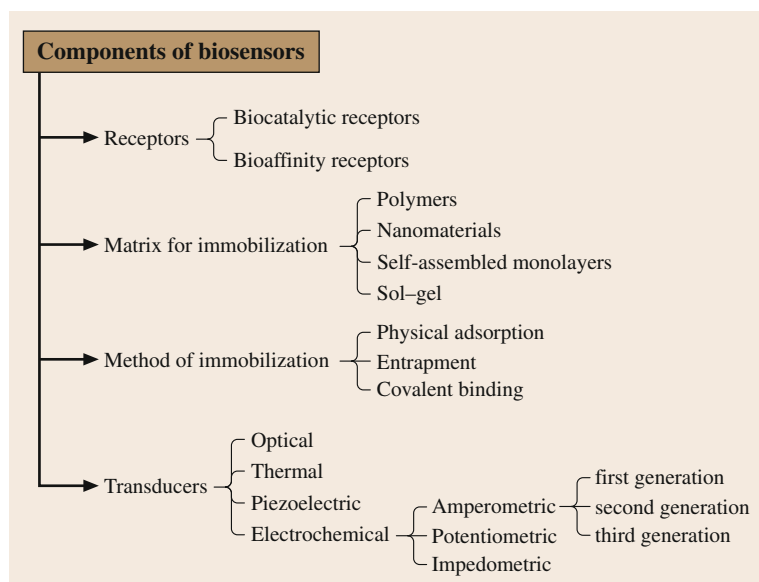 Components of biosensors
Receptors
Biocatalytic receptors
Bioaffinity receptors
Matrix for immobilization
Polymers
Nanomaterials
Self-assembled monolayers
Sol–gel
Method of immobilization
Physical adsorption
Entrapment
Covalent binding
Transducers
Optical
Thermal
Piezoelectric
Electrochemical
Amperometric
Potentiometric
Impedometric
first generation
second generation
third generation